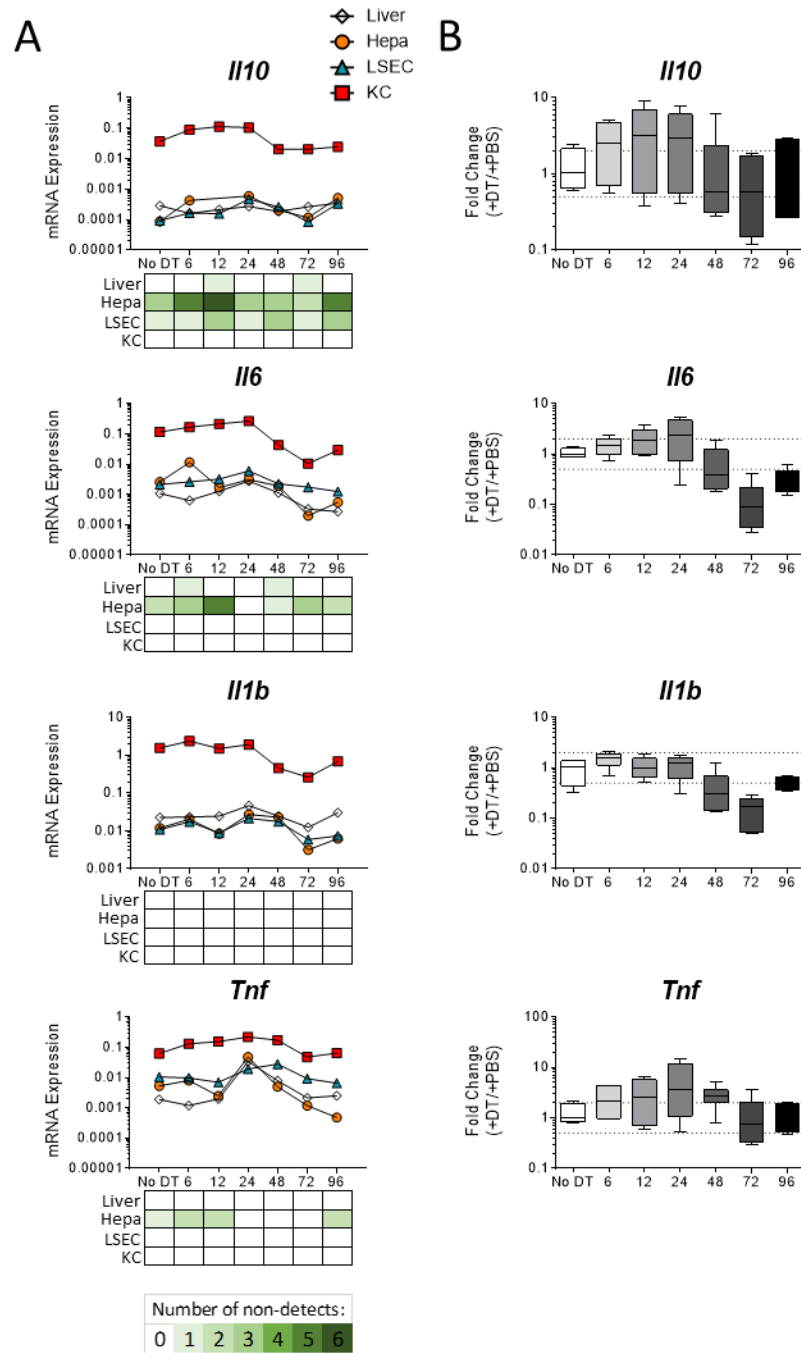 A
Liver
Hepa
LSEC
KC
B
Il10
mRNA Expression
1
0.1
0.01
0.001
0.0001
0.00001
No DT 6 12 24 48 72 96
Liver
Hepa
LSEC
KC
Il10
Fold Change
(+DT/+PBS)
10
1
0.1
No DT 6 12 24 48 72 96
Il6
mRNA Expression
1
0.1
0.01
0.001
0.0001
0.00001
No DT 6 12 24 48 72 96
Liver
Hepa
LSEC
KC
Il6
Fold Change
(+DT/+PBS)
10
1
0.1
0.01
No DT 6 12 24 48 72 96
Il1b
mRNA Expression
10
1
0.1
0.01
0.001
No DT 6 12 24 48 72 96
Liver
Hepa
LSEC
KC
Il1b
Fold Change
(+DT/+PBS)
10
1
0.1
0.01
No DT 6 12 24 48 72 96
Tnf
mRNA Expression
1
0.1
0.01
0.001
0.0001
0.00001
No DT 6 12 24 48 72 96
Liver
Hepa
LSEC
KC
Tnf
Fold Change
(+DT/+PBS)
100
10
1
0.1
No DT 6 12 24 48 72 96
Number of non-detects:
0 1 2 3 4 5 6